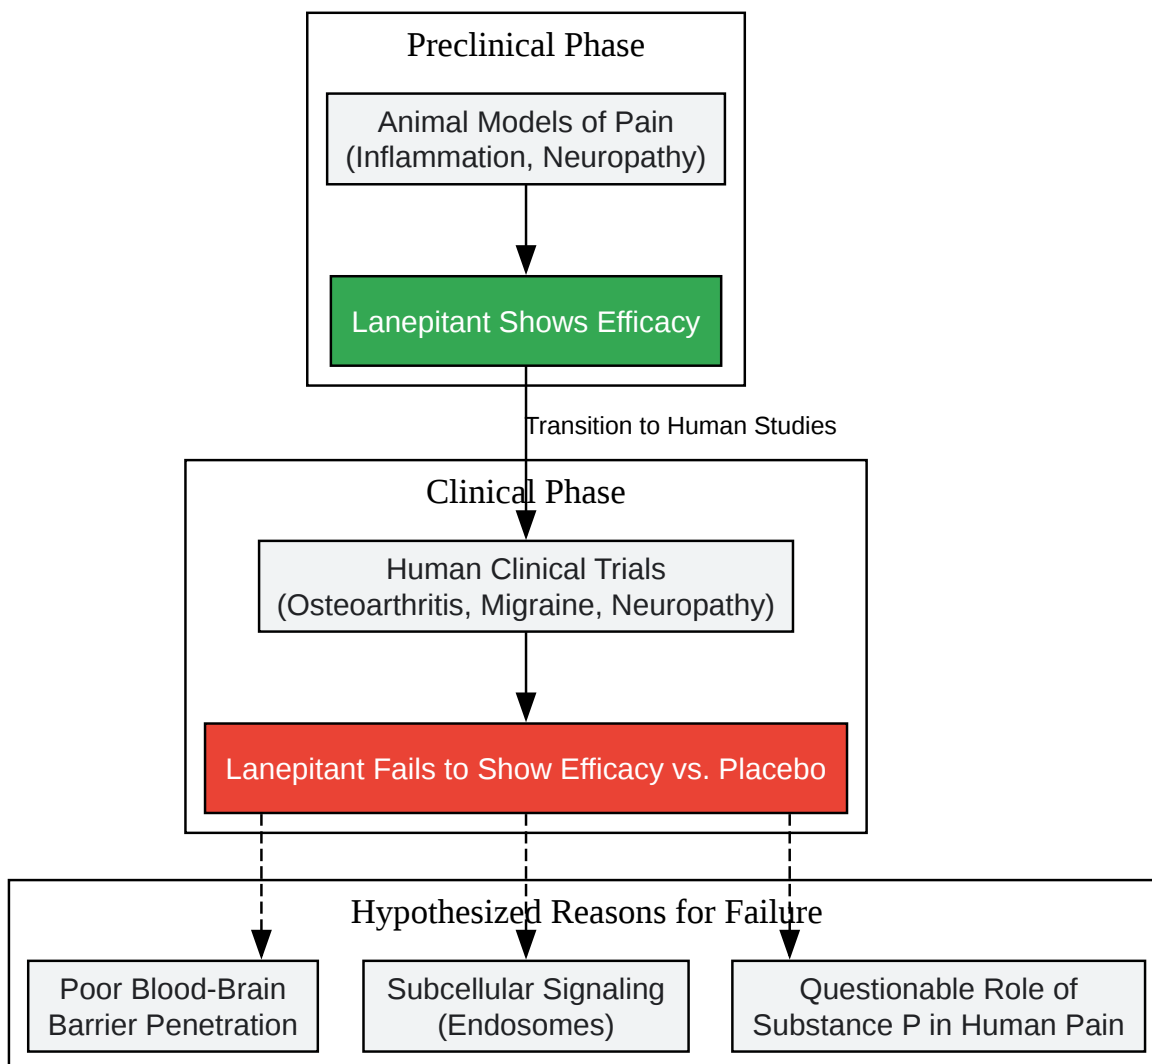 Preclinical Phase
Animal Models of Pain
(Inflammation, Neuropathy)
Lanepitant Shows Efficacy
Transition to Human Studies
Clinical Phase
Human Clinical Trials
(Osteoarthritis, Migraine, Neuropathy)
Lanepitant Fails to Show Efficacy vs. Placebo
Hypothesized Reasons for Failure
Poor Blood-Brain
Barrier Penetration
Subcellular Signaling
(Endosomes)
Questionable Role of
Substance P in Human Pain